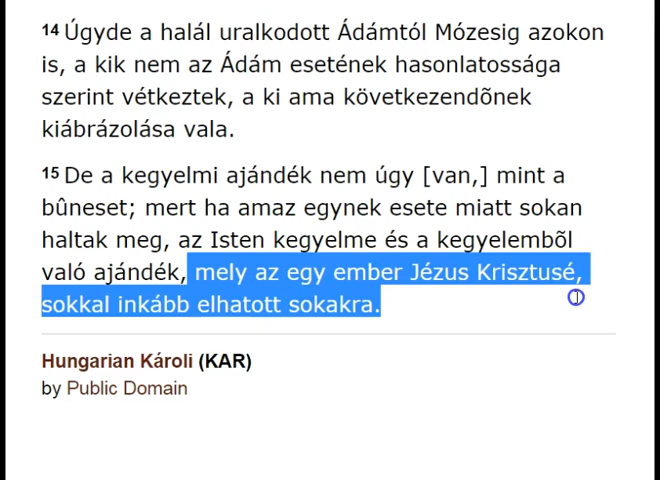 14 Úgyde a halál uralkodott Ádámtól Mózesig azokon
is, a kik nem az Ádám esetének hasonlatossága
szerint vétkeztek, a ki ama következendõnek
kiábrázolása vala.
15 De a kegyelmi ajándék nem úgy [van,] mint a
bûneset; mert ha amaz egynek esete miatt sokan
haltak meg, az Isten kegyelme és a kegyelembõl
való ajándék, mely az egy ember Jézus Krisztusé,
sokkal inkább elhatott sokakra.
Hungarian Károli (KAR)
by Public Domain